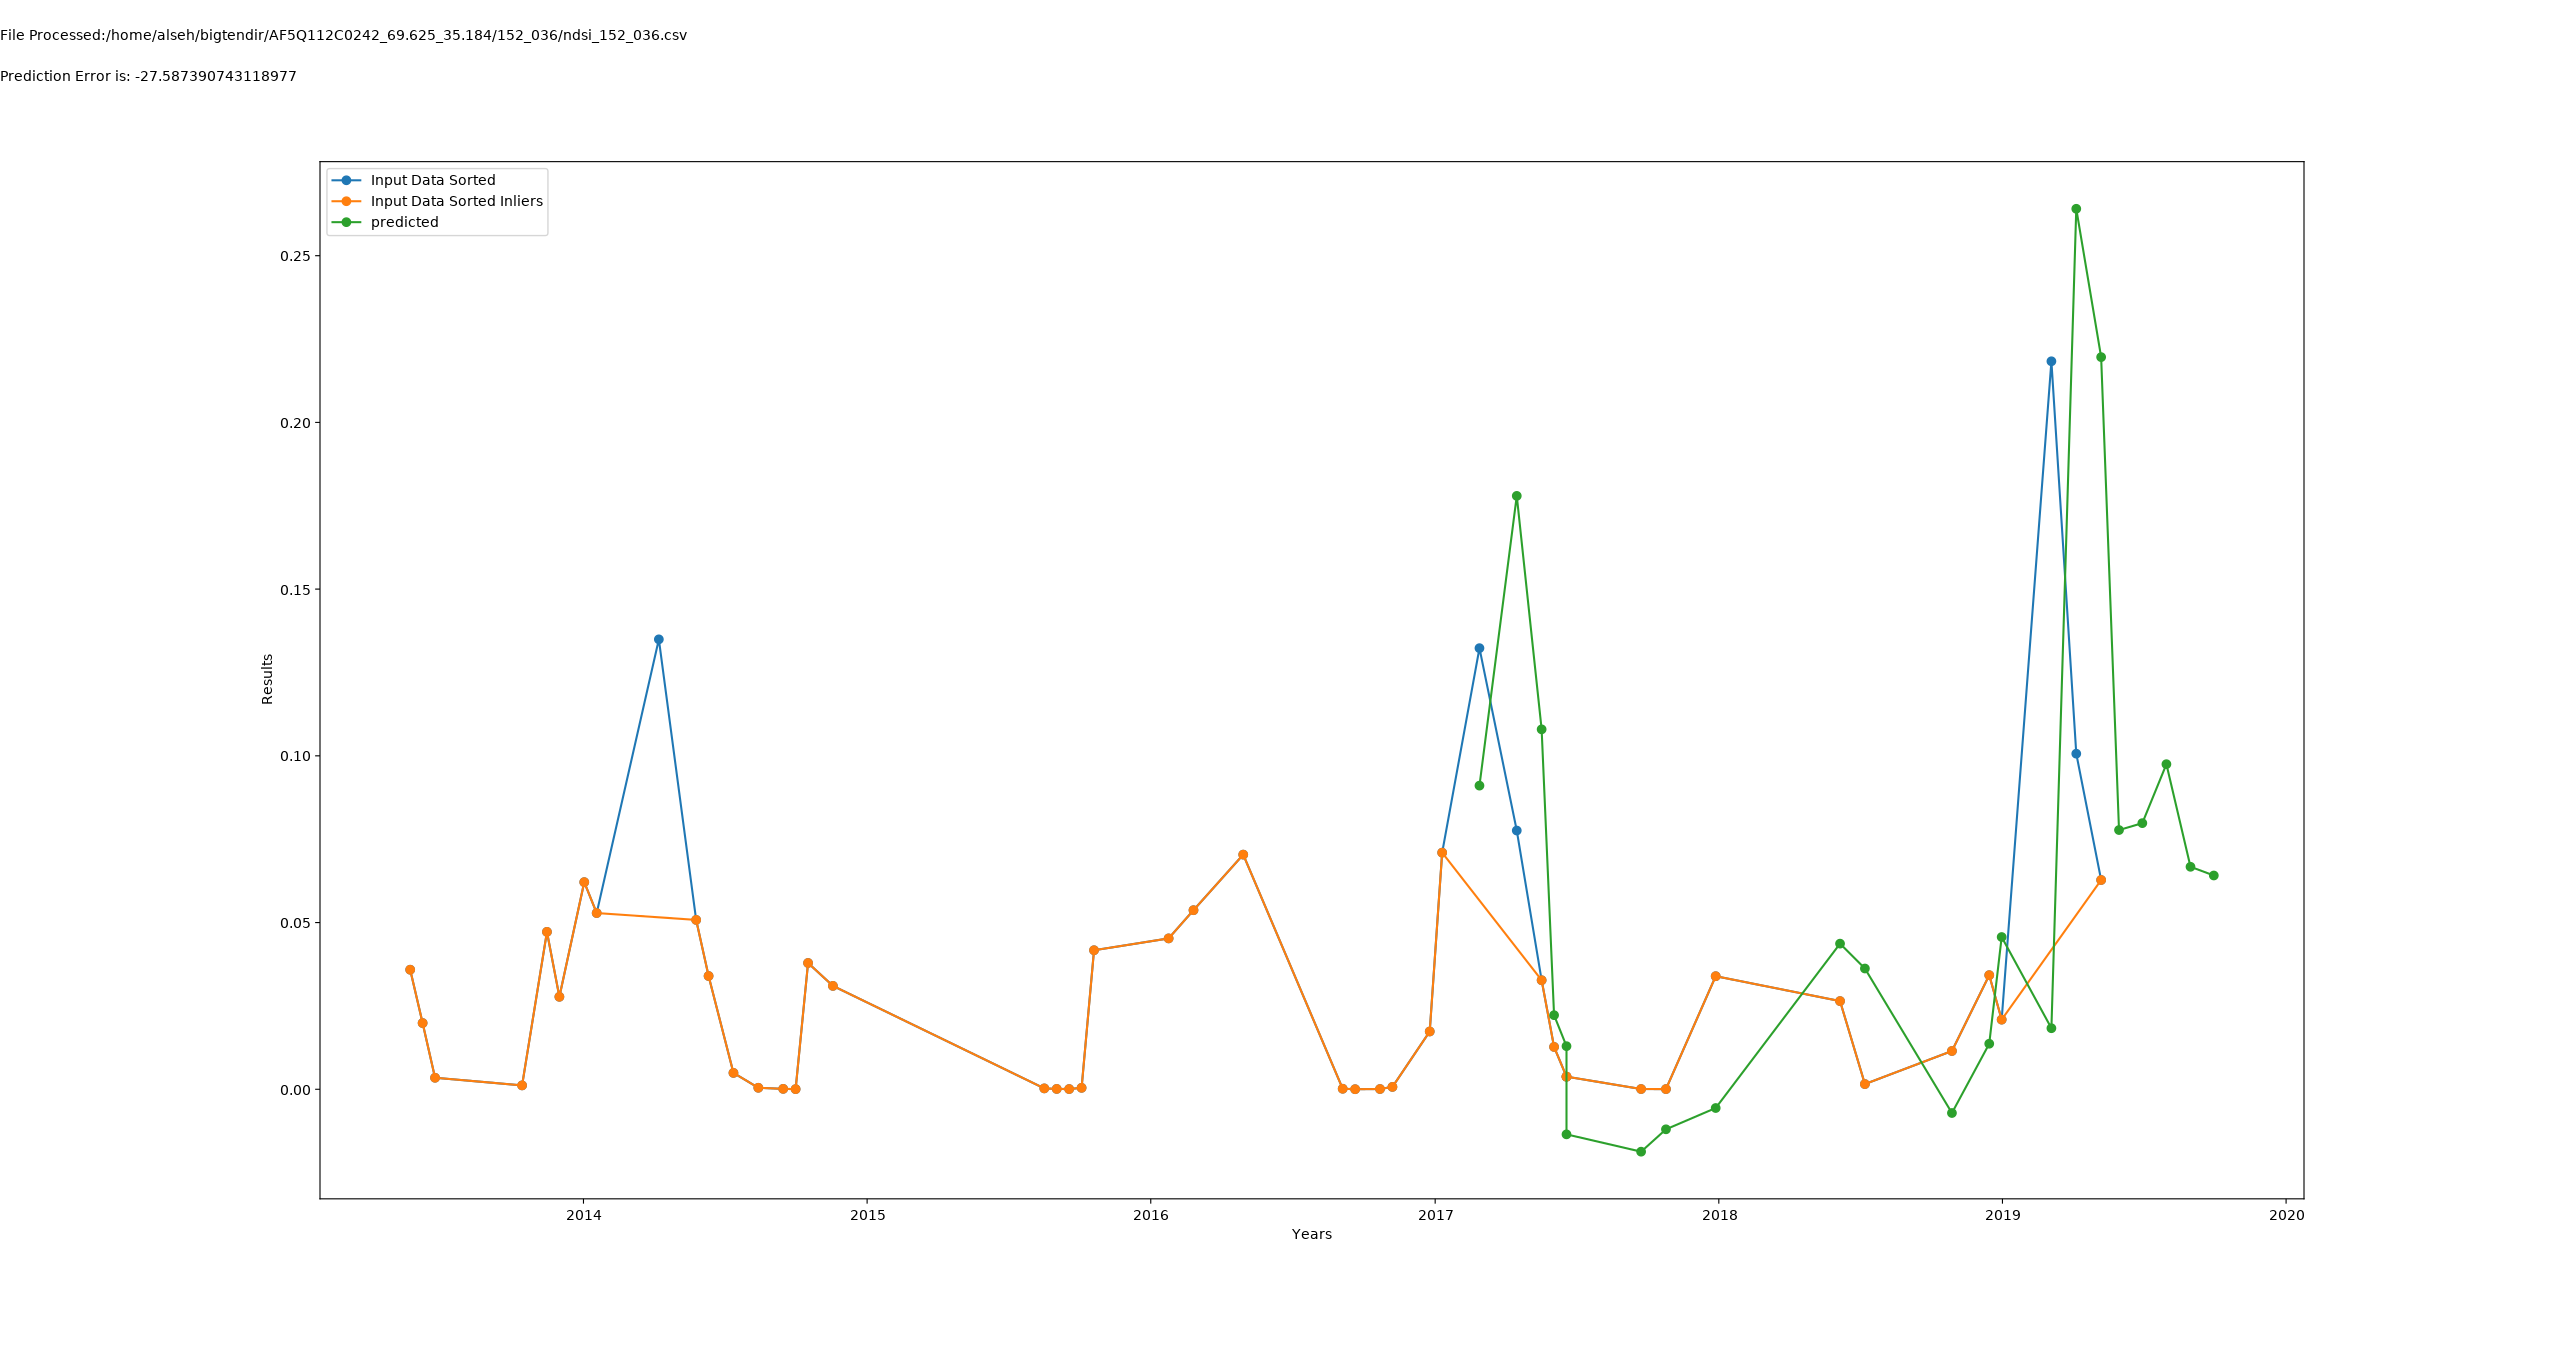 File Processed:/home/alseh/bigtendir/AF5Q112C0242_69.625_35.184/152_036/ndsi_152_036.csv
Prediction Error is: -27.587390743118977
Input Data Sorted
Input Data Sorted Inliers
predicted
0.25
0.20
0.15
0.10
0.05
0.00
Results
2014 2015 2016 2017 2018 2019 2020
Years